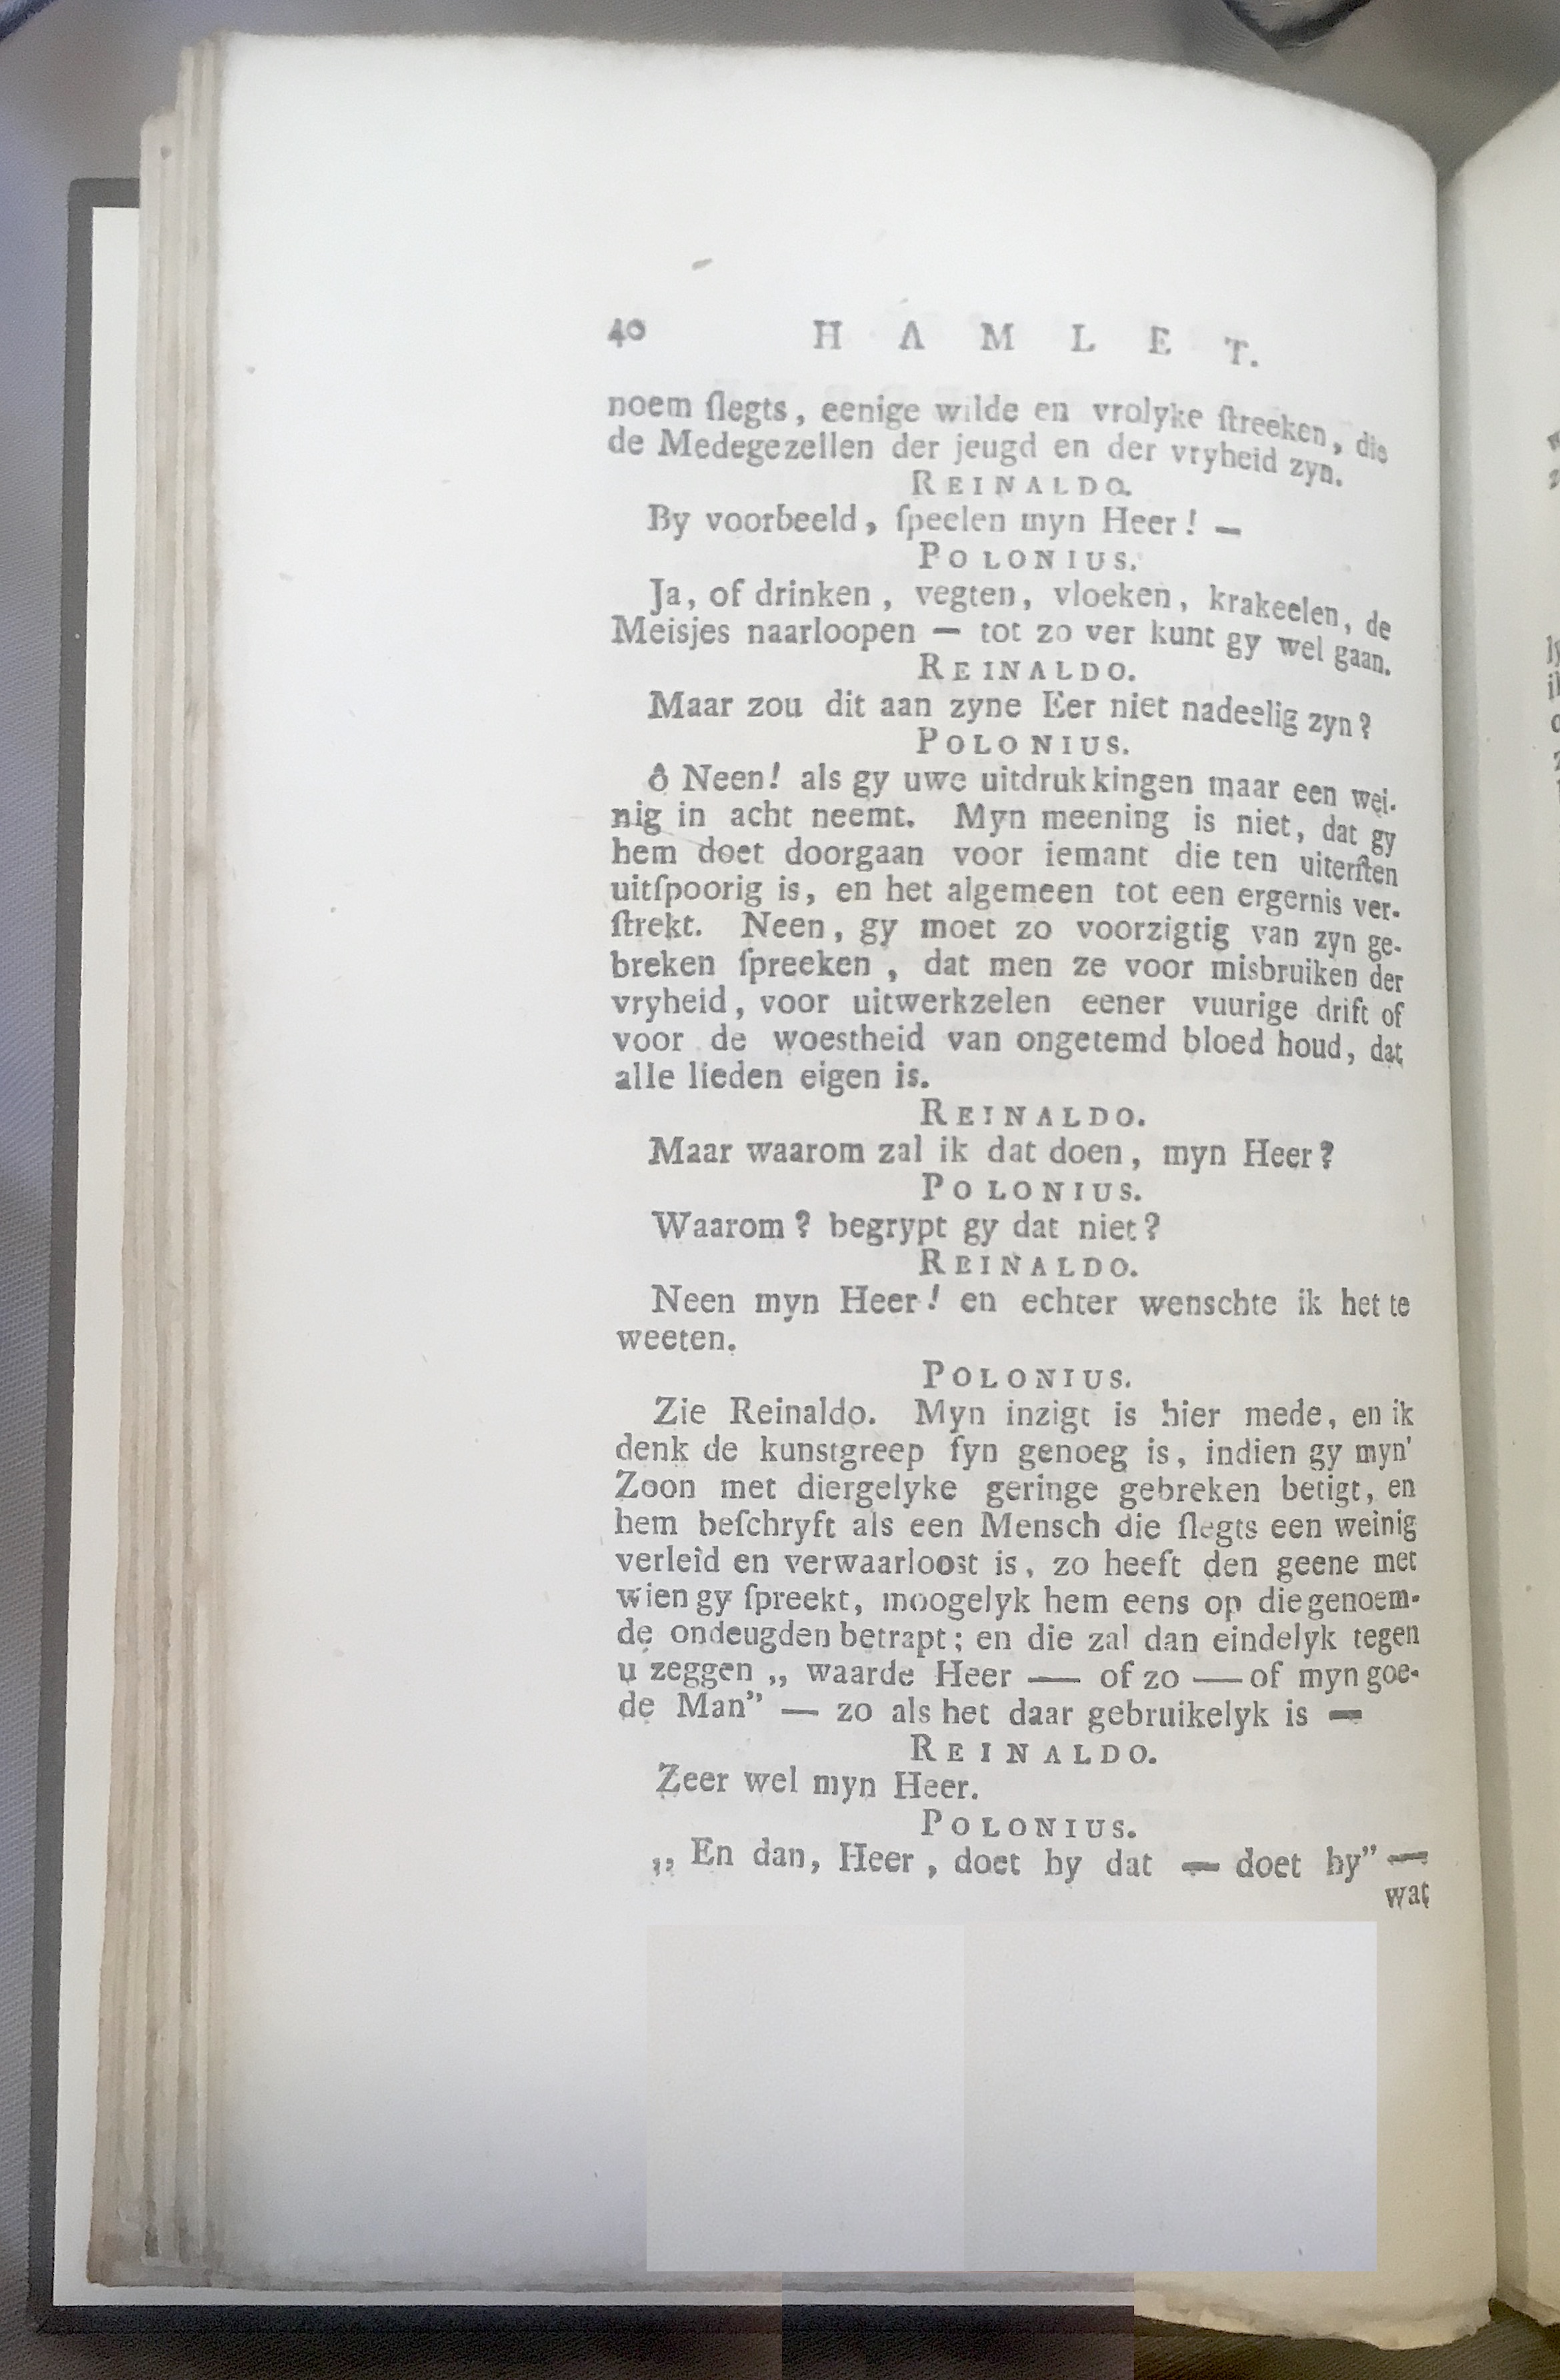 40 H A M L E T.
noem ſlegts, eenige wilde en vrolyke ſtreeken, die
de Medegezellen der jeugd en der vryheid zyn.
REINALDO.
By voorbeeld, ſpeelen myn Heer! —
POLONIUS.
Ja, of drinken, vegten, vloeken, krakeelen, de
Meisjes naarloopen — tot zo ver kunt gy wel gaan.
REINALDO.
Maar zou dit aan zyne Eer niet nadeelig zyn?
POLONIUS.
ô Neen! als gy uwe uitdrukkingen maar een wei-
nig in acht neemt. Myn meening is niet, dat gy
hem doet doorgaan voor iemant die ten uiterſten
uitſpoorig is, en het algemeen tot een ergernis ver-
ſtrekt. Neen, gy moet zo voorzigtig van zyn ge-
breken ſpreeken, dat men ze voor misbruiken der
vryheid, voor uitwerkzelen eener vuurige drift of
voor de woestheid van ongetemd bloed houd, dat
alle lieden eigen is.
REINALDO.
Maar waarom zal ik dat doen, myn Heer?
POLONIUS.
Waarom? begrypt gy dat niet?
REINALDO.
Neen myn Heer! en echter wenschte ik het te
weeten.
POLONIUS.
Zie Reinaldo. Myn inzigt is hier mede, en ik
denk de kunstgreep fyn genoeg is, indien gy myn'
Zoon met diergelyke geringe gebreken betigt, en
hem beſchryft als een Mensch die ſlegts een weinig
verleid en verwaarloost is, zo heeft den geene met
wien gy ſpreekt, moogelyk hem eens op die genoem-
de ondeugden betrapt; en die zal dan eindelyk tegen
u zeggen „ waarde Heer — of zo — of myn goe-
de Man” — zo als het daar gebruikelyk is —
REINALDO.
Zeer wel myn Heer.
POLONIUS.
„ En dan, Heer, doet hy dat — doet hy” —
wat